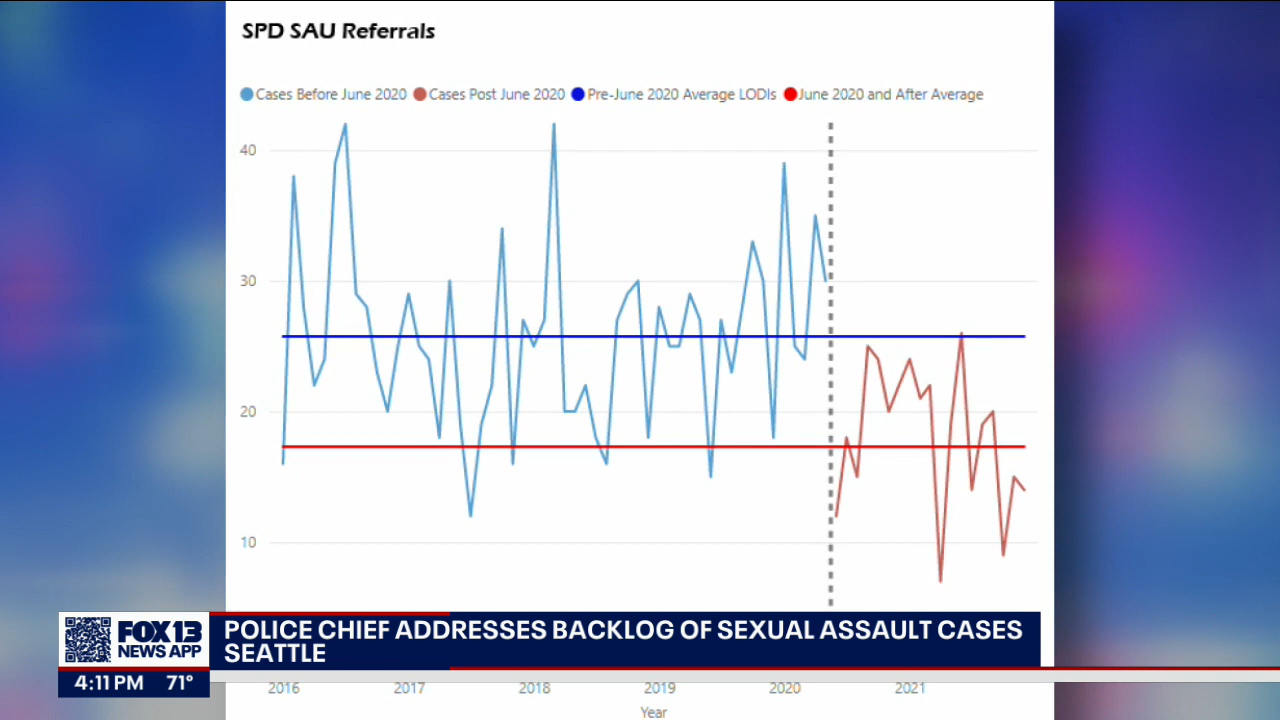 SPD SAU Referrals
Cases Before June 2020 Cases Post June 2020 Pre-June 2020 Average LODIs June 2020 and After Average
40
30
20
10
FOX 13
NEWS APP
POLICE CHIEF ADDRESSES BACKLOG OF SEXUAL ASSAULT CASES
SEATTLE
4:11 PM 71°
2016 2017 2018 2019 2020 2021
Year